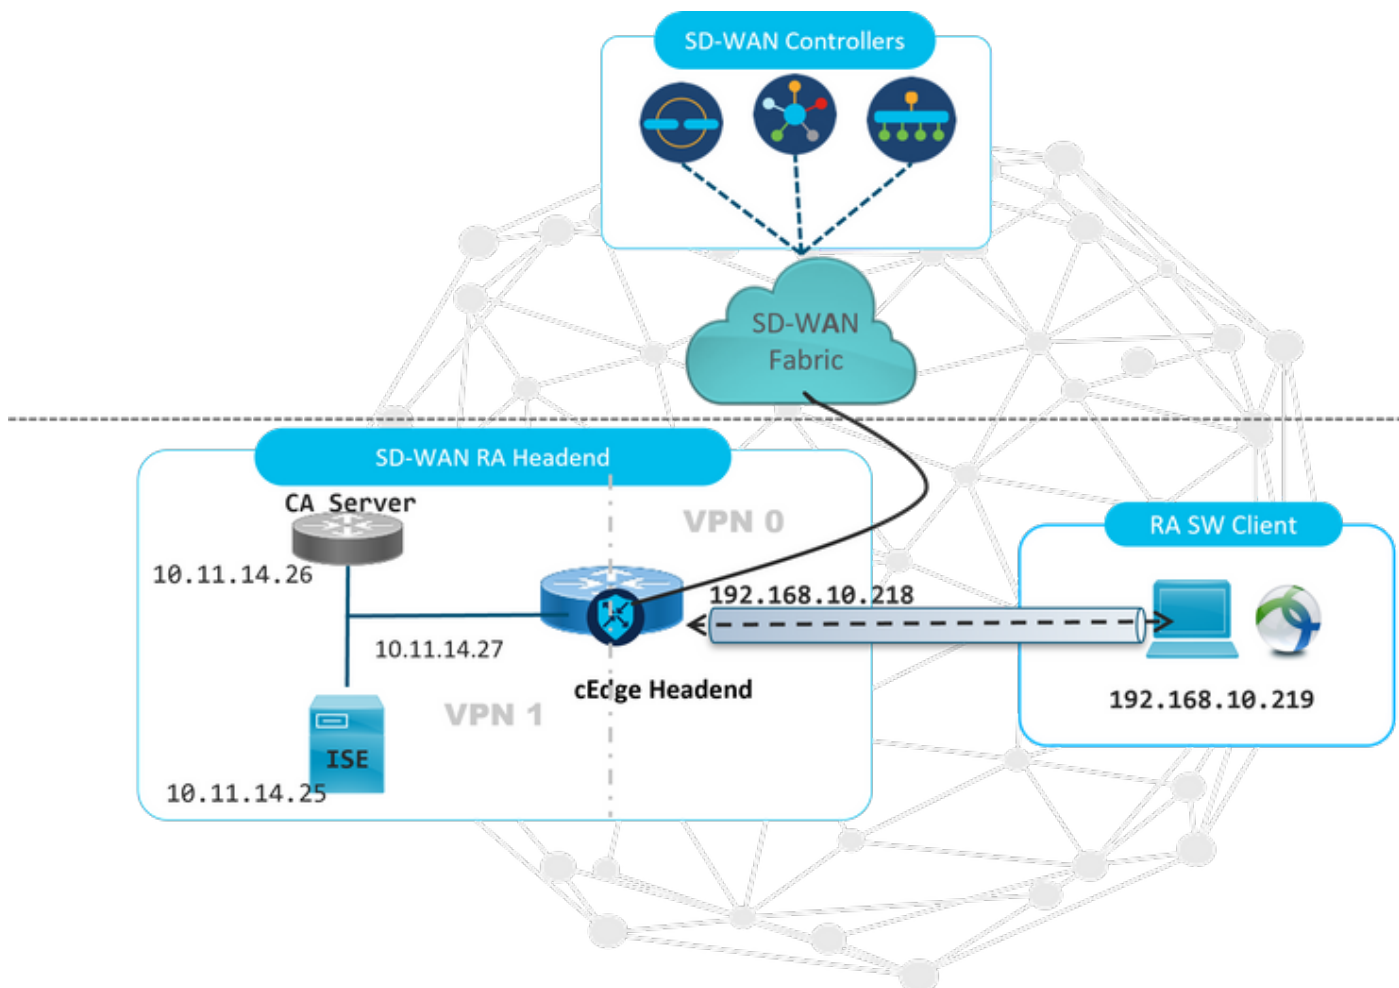 SD-WAN Controllers
SD-WAN
Fabric
SD-WAN RA Headend
CA Server
VPN 0
RA SW Client
10.11.14.26
192.168.10.218
10.11.14.27
cEdge Headend
192.168.10.219
VPN 1
ISE
10.11.14.25